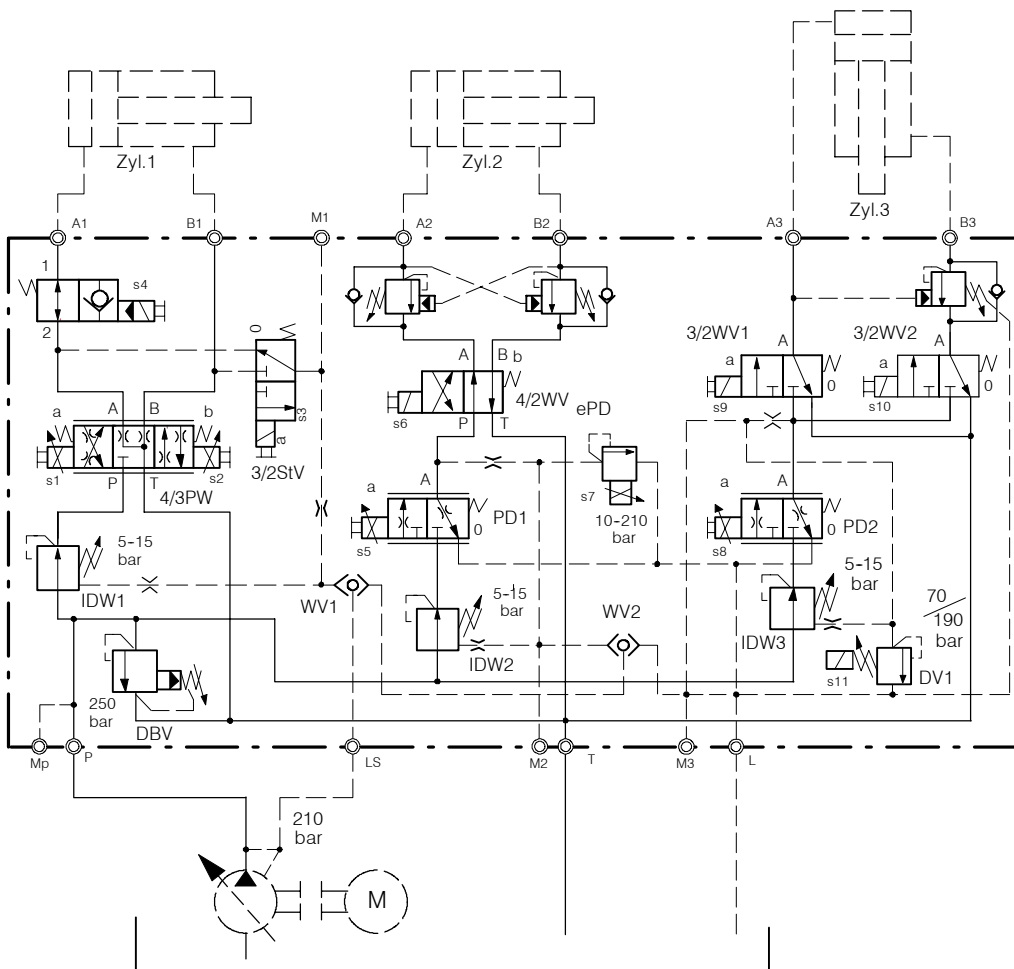 Zyl.1
Zyl.2
Zyl.3
A1
B1
M1
A2
B2
A3
B3
1
s4
2
0
s3
a
3/2StV
a
A
B
b
s1
P
T
s2
4/3PW
A
B
b
s6
P
T
4/2WV
ePD
s7
10-210
bar
3/2WV1
A
a
0
s9
3/2WV2
A
a
0
s10
a
A
PD1
s5
0
a
A
PD2
s8
0
5-15
bar
IDW1
WV1
5-15
bar
IDW2
WV2
5-15
bar
IDW3
70
190
bar
s11
DV1
250
bar
DBV
Mp
P
LS
M2
T
M3
L
210
bar
M